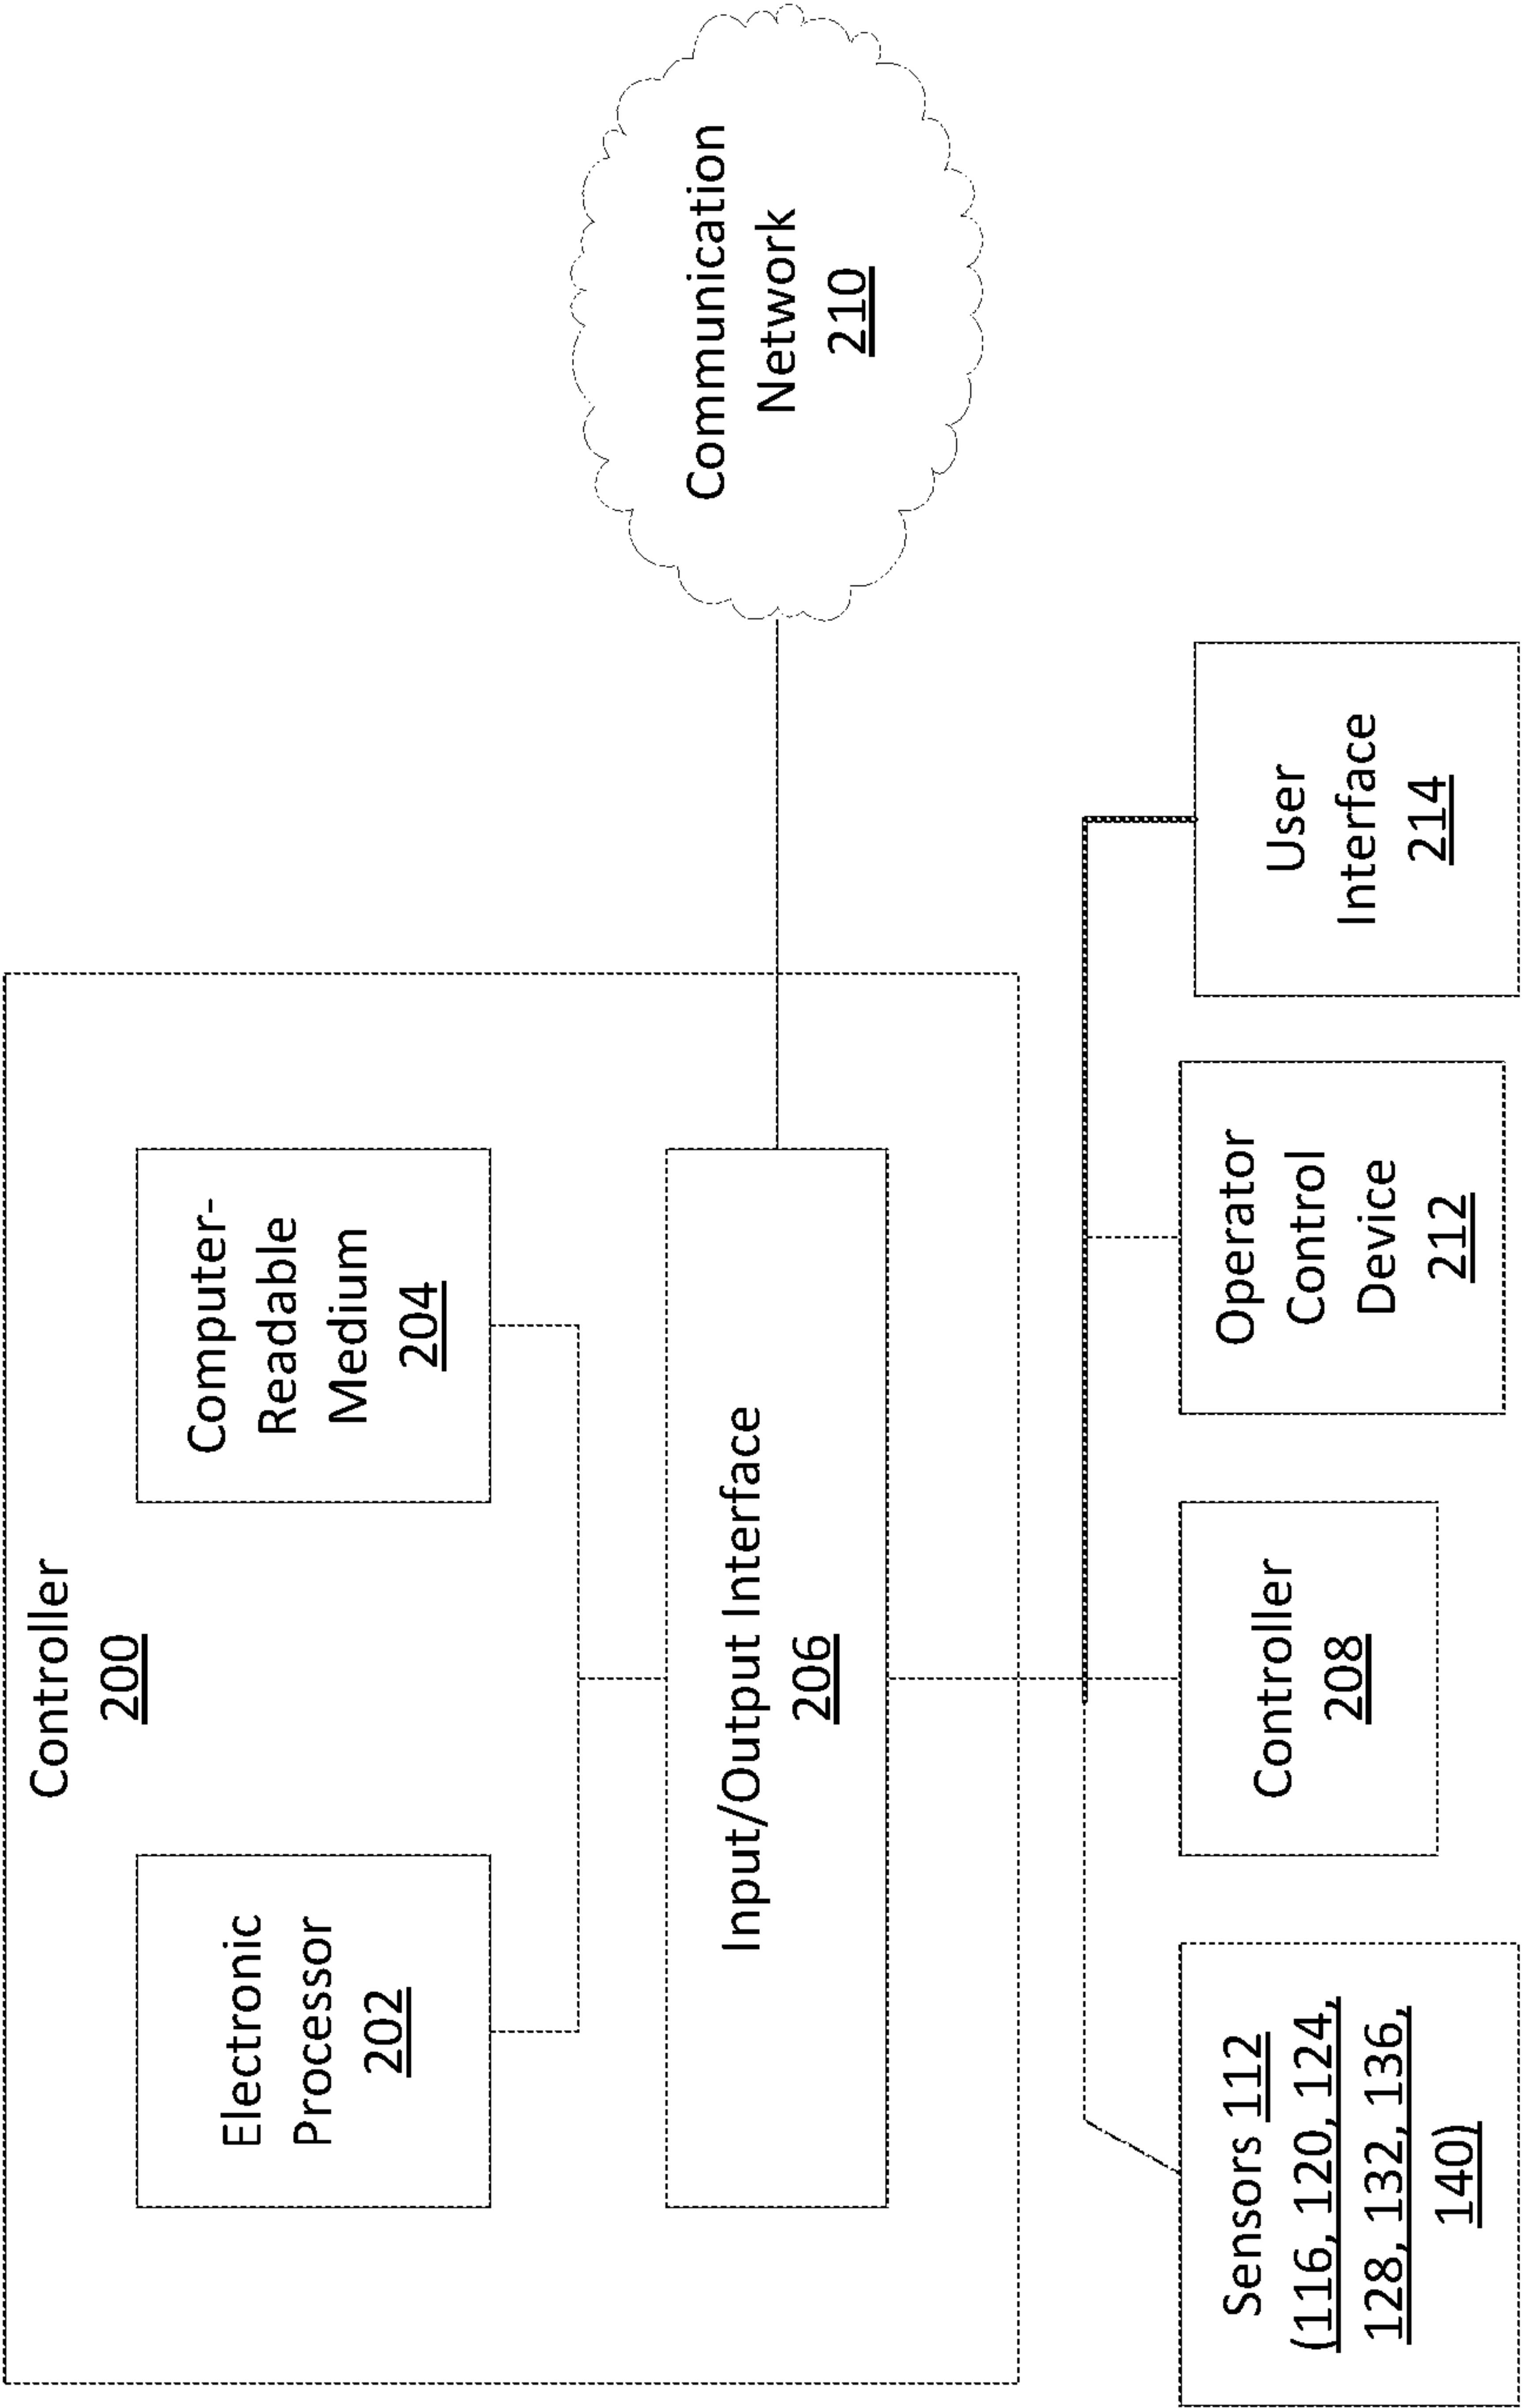 Controller
200
Electronic
Processor
202
Computer-
Readable
Medium
204
Input/Output Interface
206
Communication
Network
210
Sensors 112
(116, 120, 124,
128, 132, 136,
140)
Controller
208
Operator
Control
Device
212
User
Interface
214